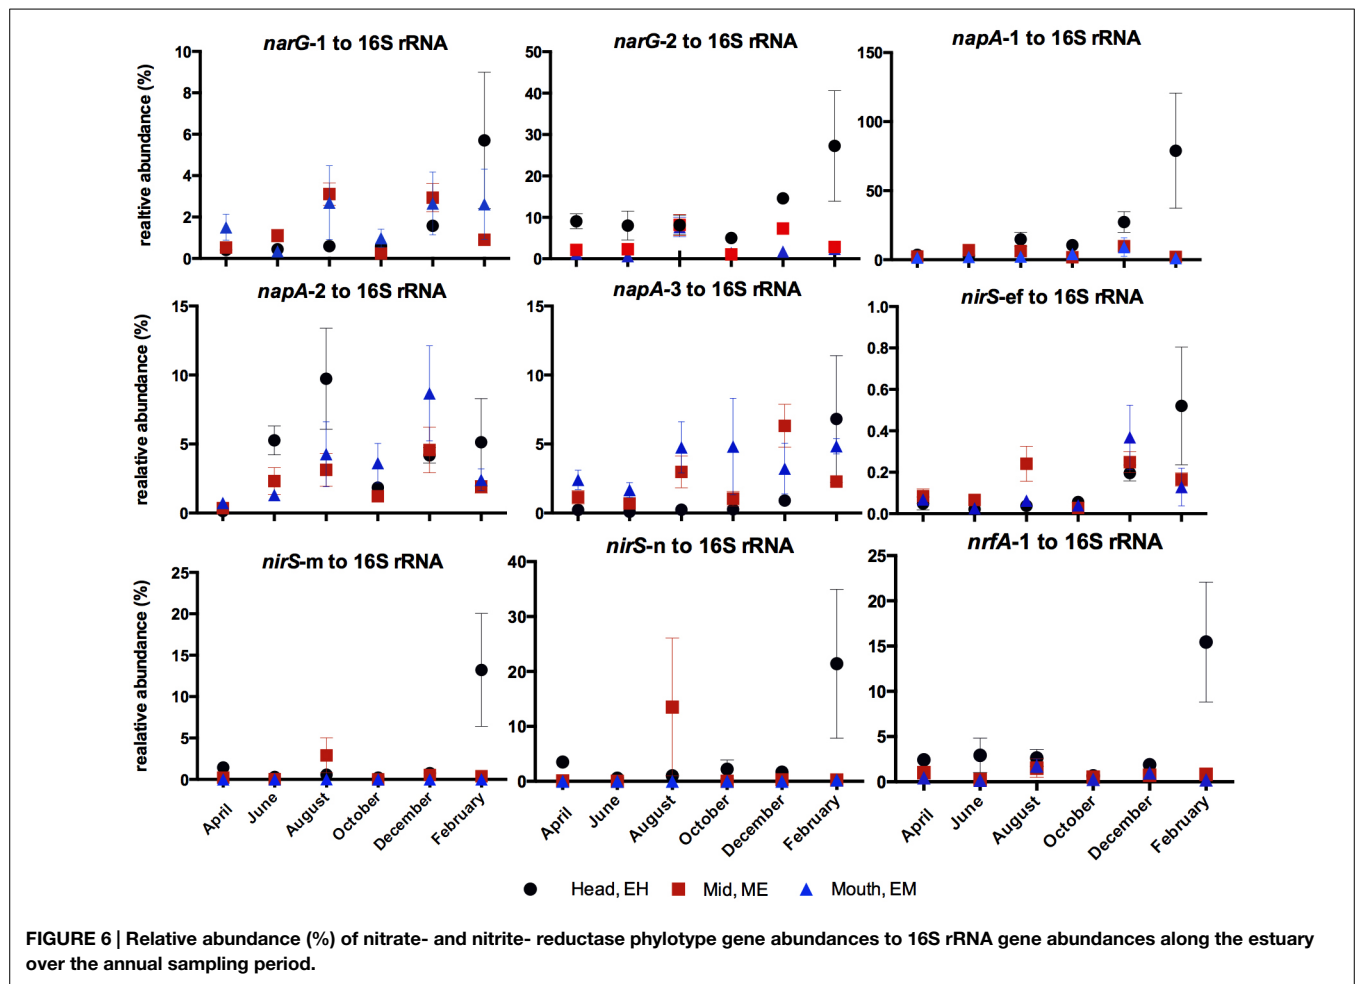 narG-1 to 16S rRNA
narG-2 to 16S rRNA
napA-1 to 16S rRNA
realtive abundance (%)
10
8
6
4
2
0
50
40
30
20
10
0
150
100
50
0
napA-2 to 16S rRNA
napA-3 to 16S rRNA
nirS-ef to 16S rRNA
realative abundance (%)
15
10
5
0
15
10
5
0
1.0
0.8
0.6
0.4
0.2
0.0
nirS-m to 16S rRNA
nirS-n to 16S rRNA
nrfA-1 to 16S rRNA
realative abundance (%)
25
20
15
10
5
0
40
30
20
10
0
25
20
15
10
5
0
April
June
August
October
December
February
April
June
August
October
December
February
April
June
August
October
December
February
Head, EH
Mid, ME
Mouth, EM
FIGURE 6 | Relative abundance (%) of nitrate- and nitrite- reductase phylotype gene abundances to 16S rRNA gene abundances along the estuary
over the annual sampling period.